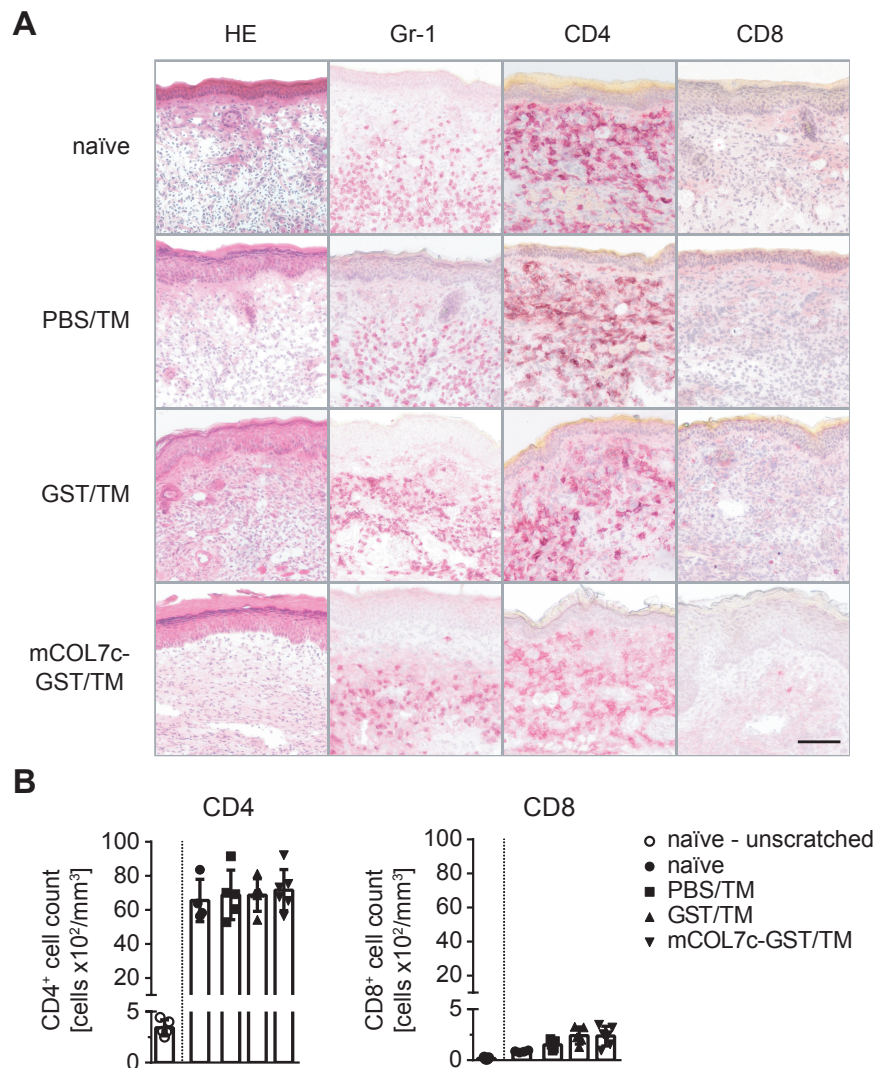 A
HE Gr-1 CD4 CD8
naïve
PBS/TM
GST/TM
mCOL7c-
GST/TM
B
CD4
CD4⁺ cell count
[cells x10²/mm³]
100
80
60
40
5
0
CD8
CD8⁺ cell count
[cells x10²/mm³]
100
80
60
40
20
5
0
naïve - unscratched
naïve
PBS/TM
GST/TM
mCOL7c-GST/TM